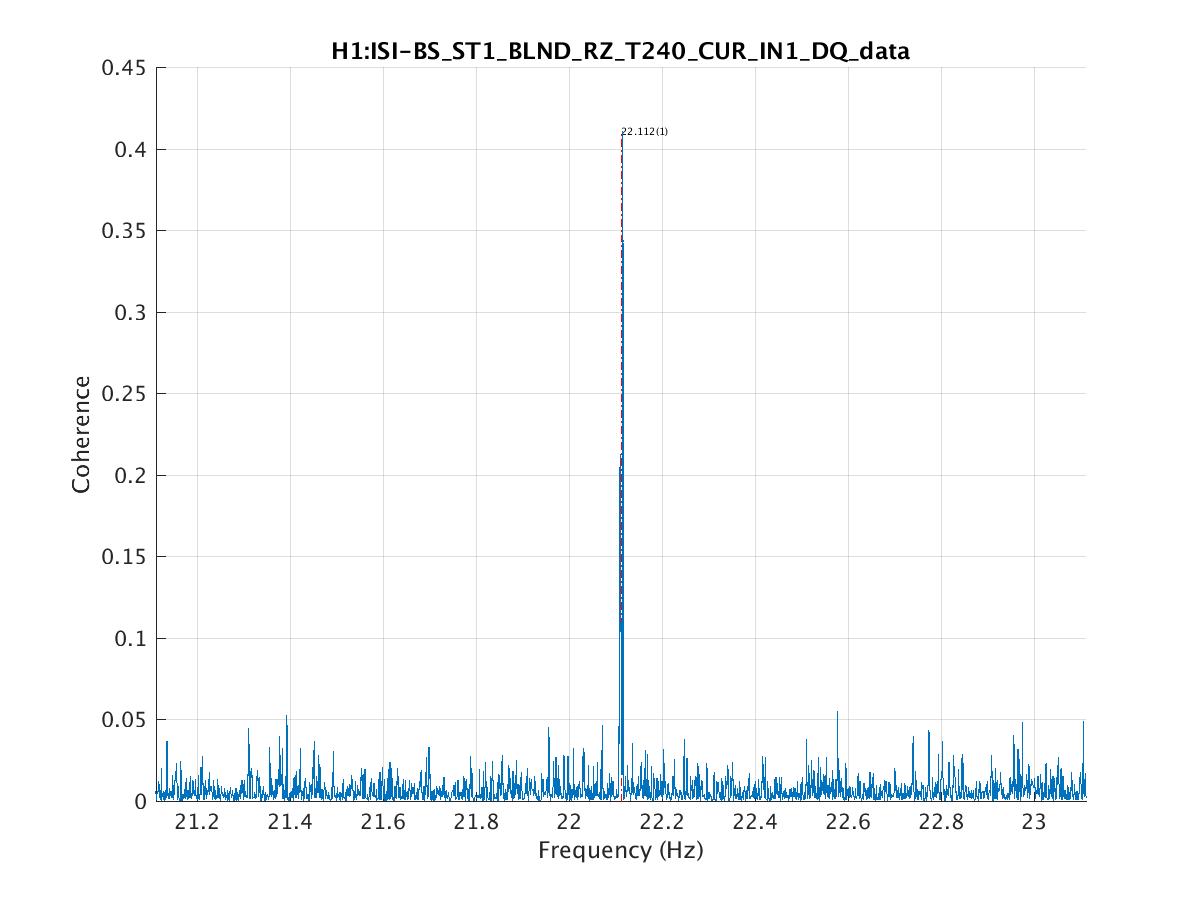 H1:ISI-BS_ST1_BLND_RZ_T240_CUR_IN1_DQ_data
0.45
22.112(1)
0.4
0.35
0.3
0.25
0.2
0.15
0.1
0.05
0
Coherence
21.2 21.4 21.6 21.8 22 22.2 22.4 22.6 22.8 23
Frequency (Hz)